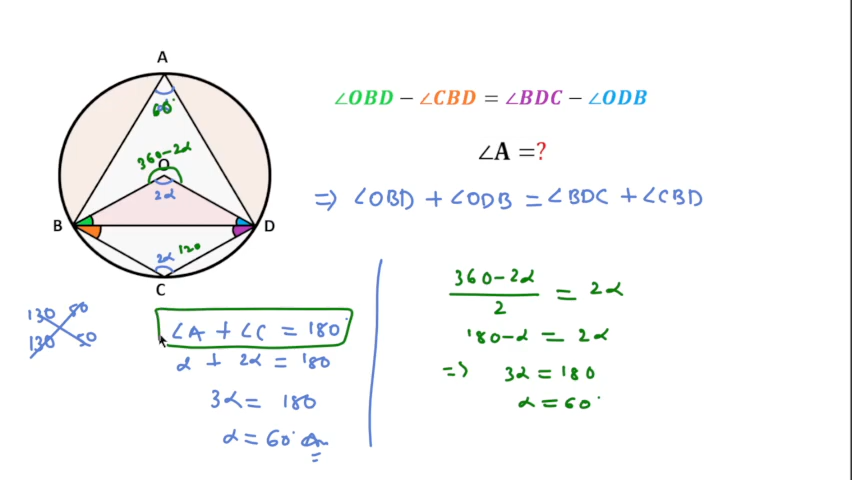 A
60°
360-2α
O
2α
B
D
2α 120
C
∠OBD − ∠CBD = ∠BDC − ∠ODB
∠A =?
⇒ ∠OBD + ∠ODB = ∠BDC + ∠CBD
130 50
130 50
∠A + ∠C = 180°
α + 2α = 180
3α = 180
α = 60°
360-2α
2
= 2α
180-α = 2α
⇒ 3α = 180
α = 60°